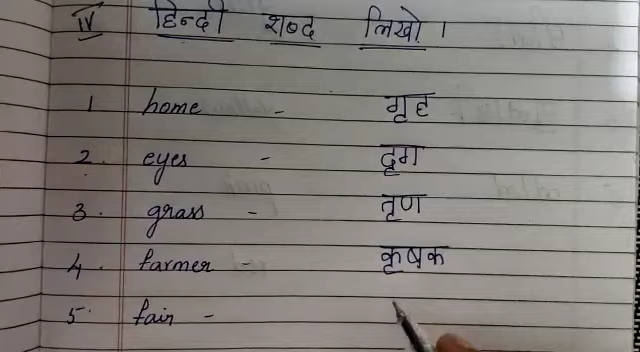 IV हिन्दी शब्द लिखो ।
1 home - गृह
2. eyes - दृग
3. grass - तृण
4. farmer - कृषक
5. fair -